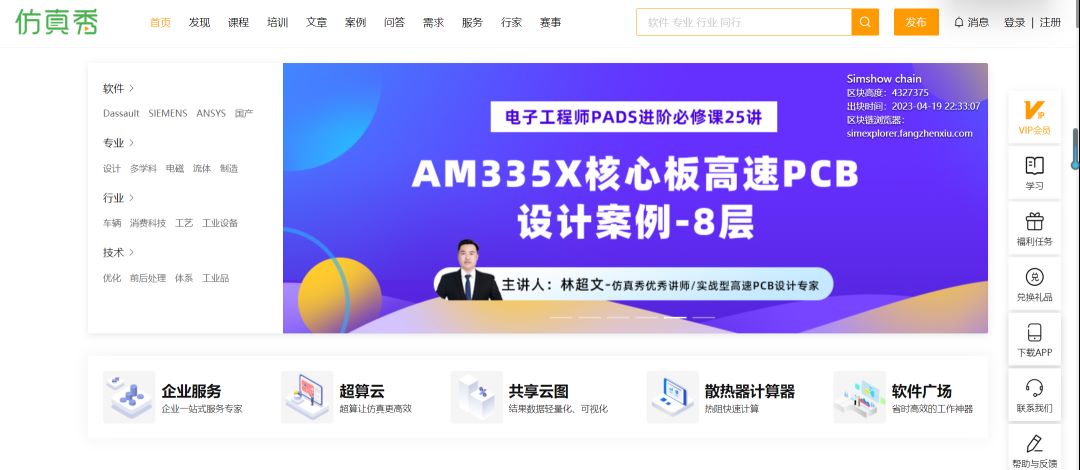 仿真秀
首页 发现 课程 培训 文章 案例 问答 需求 服务 行家 赛事
软件 专业 行业 同行
发布
消息 登录 | 注册
软件 >
Dassault SIEMENS ANSYS 国产
专业 >
设计 多学科 电磁 流体 制造
行业 >
车辆 消费科技 工艺 工业设备
技术 >
优化 前后处理 体系 工业品
Simshow chain
区块高度：4327375
出块时间：2023-04-19 22:33:07
区块链浏览器：
simexplorer.fangzhenxiu.com
电子工程师PADS进阶必修课25讲
AM335X核心板高速PCB
设计案例-8层
主讲人：林超文-仿真秀优秀讲师/实战型高速PCB设计专家
VIP
VIP会员
学习
福利任务
兑换礼品
下载APP
联系我们
帮助与反馈
企业服务
企业一站式服务专家
超算云
超算让仿真更高效
共享云图
结果数据轻量化、可视化
散热器计算器
热阻快速计算
软件广场
省时高效的工作神器